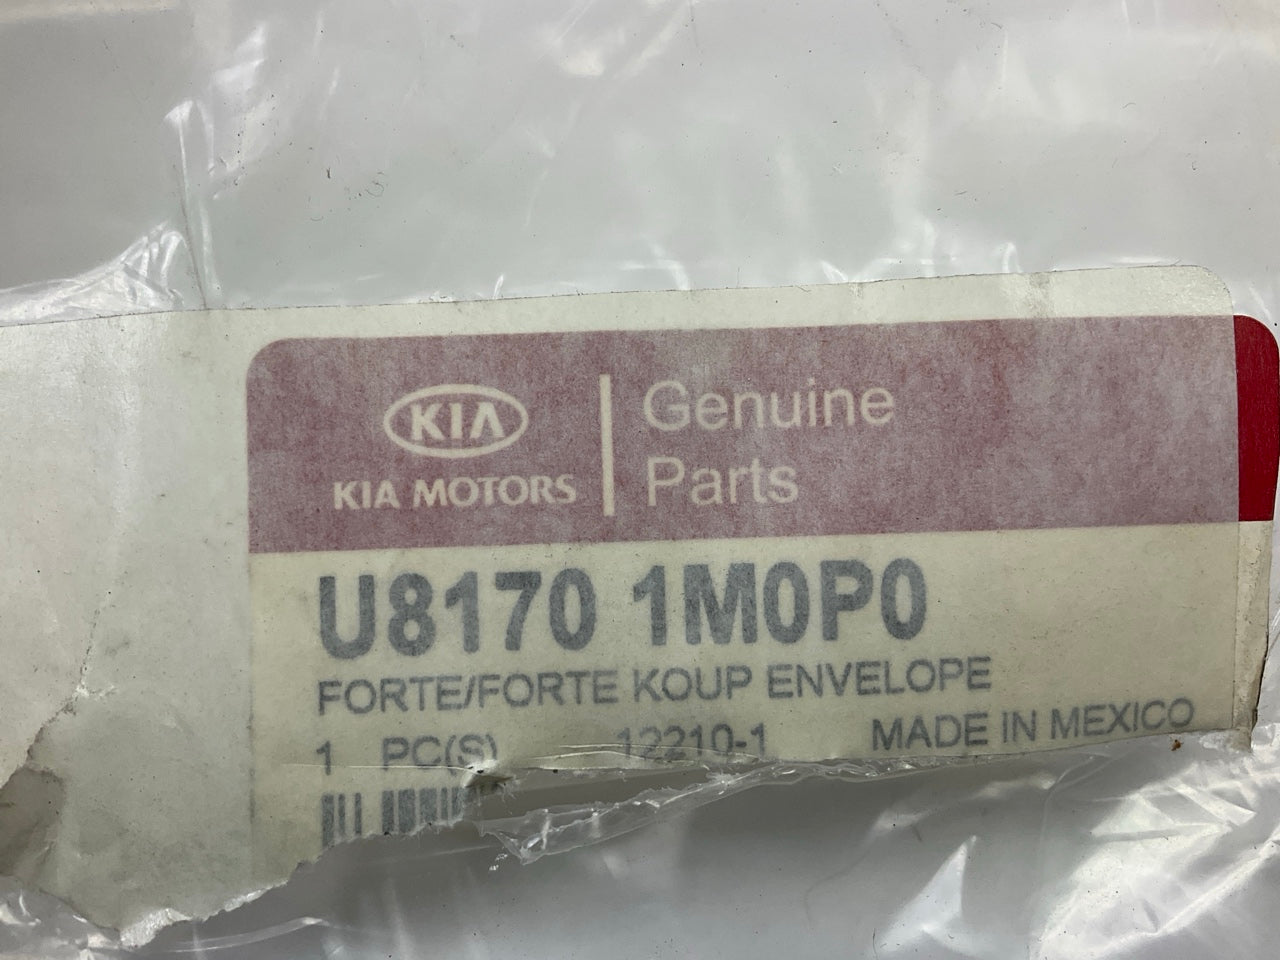 KIA
KIA MOTORS
Genuine
Parts
U8170 1M0P0
FORTE/FORTE KOUP ENVELOPE
1 PC(S) 12210-1 MADE IN MEXICO